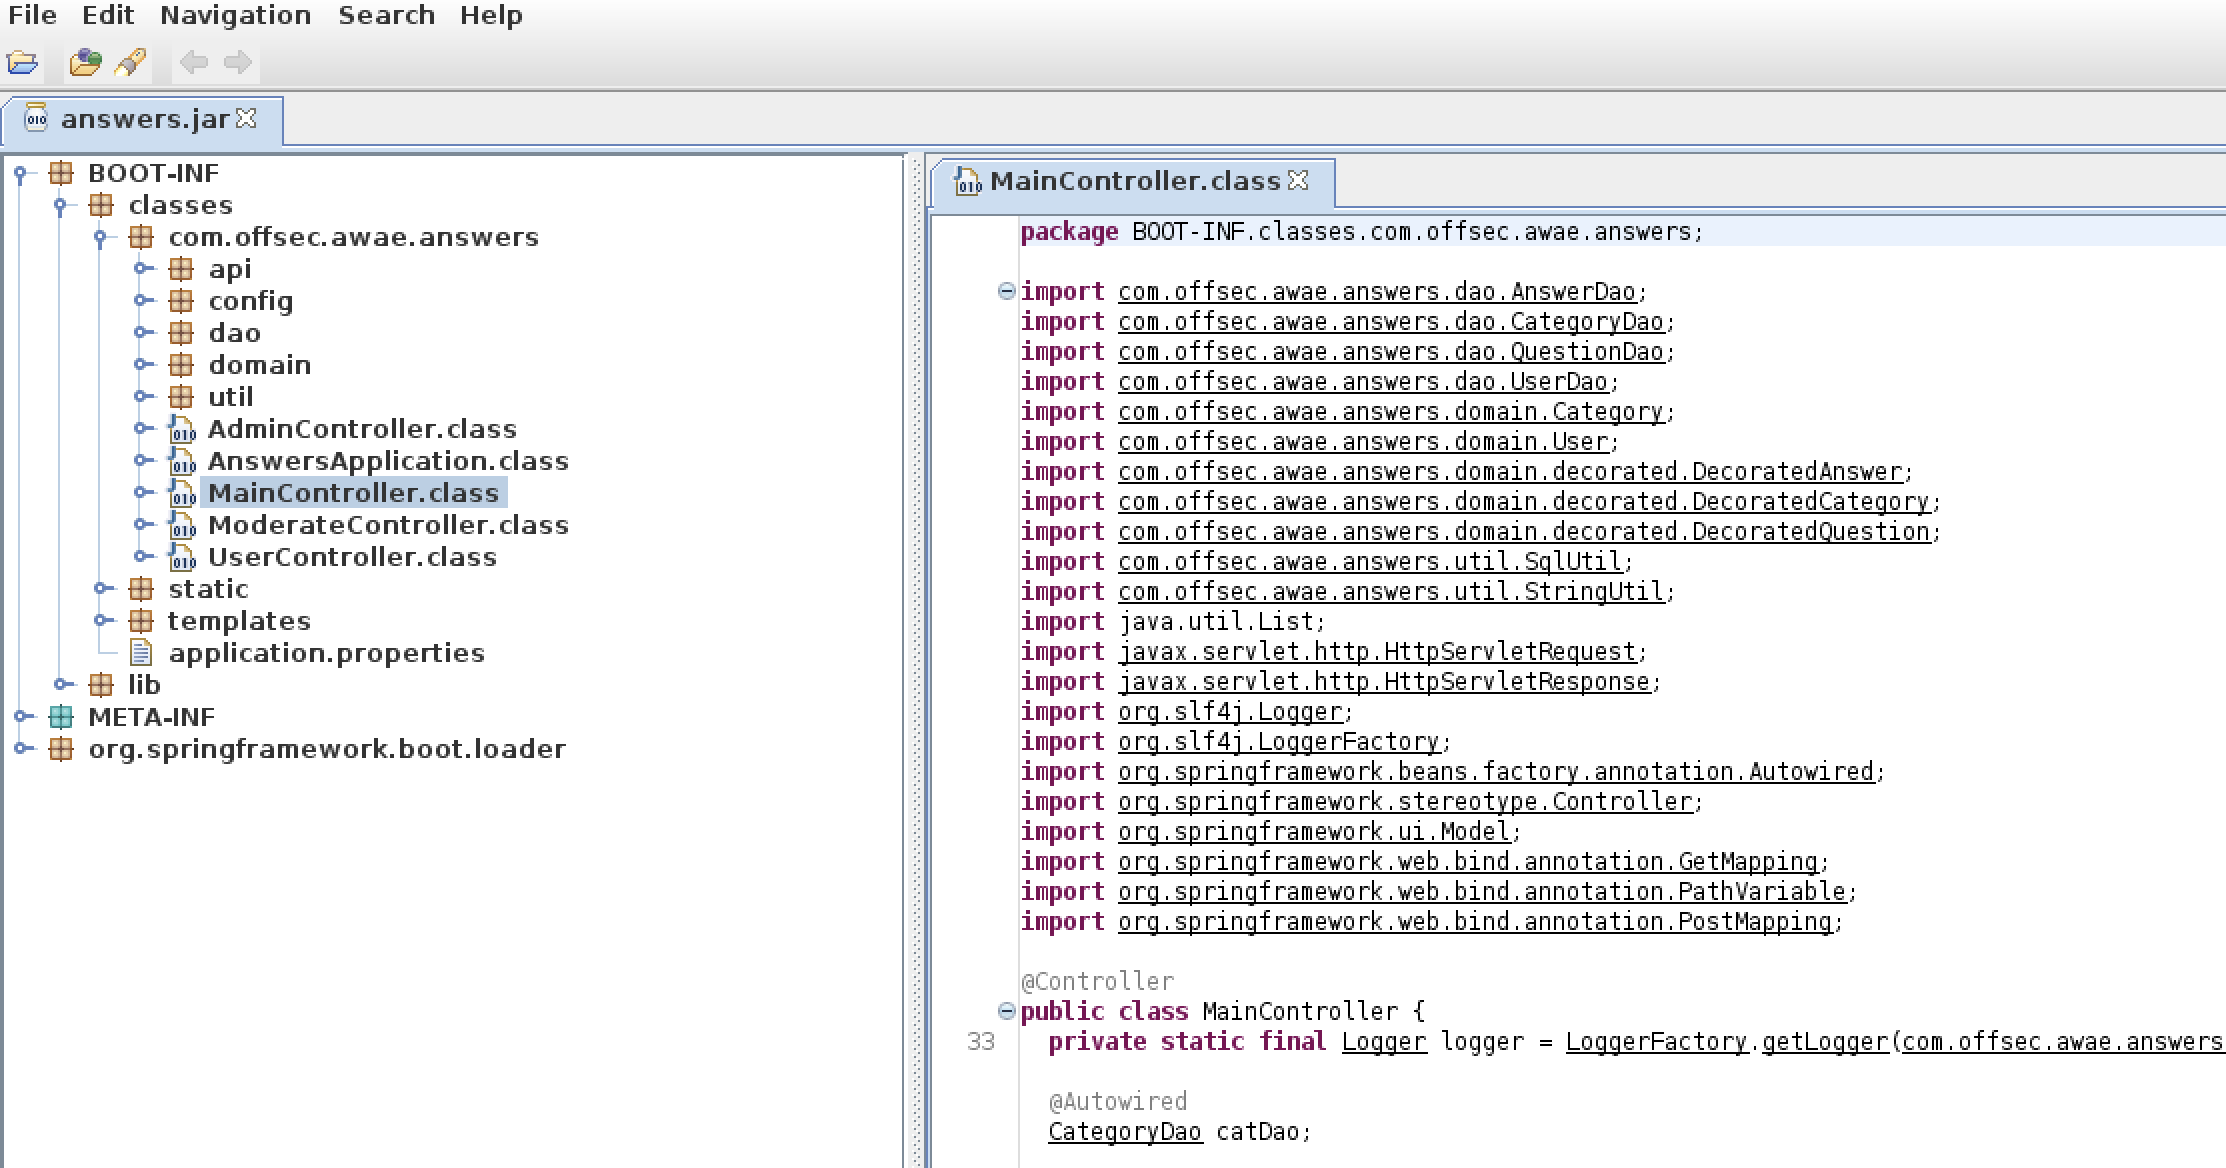 File Edit Navigation Search Help
answers.jar
BOOT-INF
classes
com.offsec.awae.answers
api
config
dao
domain
util
AdminController.class
AnswersApplication.class
MainController.class
ModerateController.class
UserController.class
static
templates
application.properties
lib
META-INF
org.springframework.boot.loader
MainController.class
package BOOT-INF.classes.com.offsec.awae.answers;
import com.offsec.awae.answers.dao.AnswerDao;
import com.offsec.awae.answers.dao.CategoryDao;
import com.offsec.awae.answers.dao.QuestionDao;
import com.offsec.awae.answers.dao.UserDao;
import com.offsec.awae.answers.domain.Category;
import com.offsec.awae.answers.domain.User;
import com.offsec.awae.answers.domain.decorated.DecoratedAnswer;
import com.offsec.awae.answers.domain.decorated.DecoratedCategory;
import com.offsec.awae.answers.domain.decorated.DecoratedQuestion;
import com.offsec.awae.answers.util.SqlUtil;
import com.offsec.awae.answers.util.StringUtil;
import java.util.List;
import javax.servlet.http.HttpServletRequest;
import javax.servlet.http.HttpServletResponse;
import org.slf4j.Logger;
import org.slf4j.LoggerFactory;
import org.springframework.beans.factory.annotation.Autowired;
import org.springframework.stereotype.Controller;
import org.springframework.ui.Model;
import org.springframework.web.bind.annotation.GetMapping;
import org.springframework.web.bind.annotation.PathVariable;
import org.springframework.web.bind.annotation.PostMapping;
@Controller
public class MainController {
33 private static final Logger logger = LoggerFactory.getLogger(com.offsec.awae.answers
@Autowired
CategoryDao catDao;